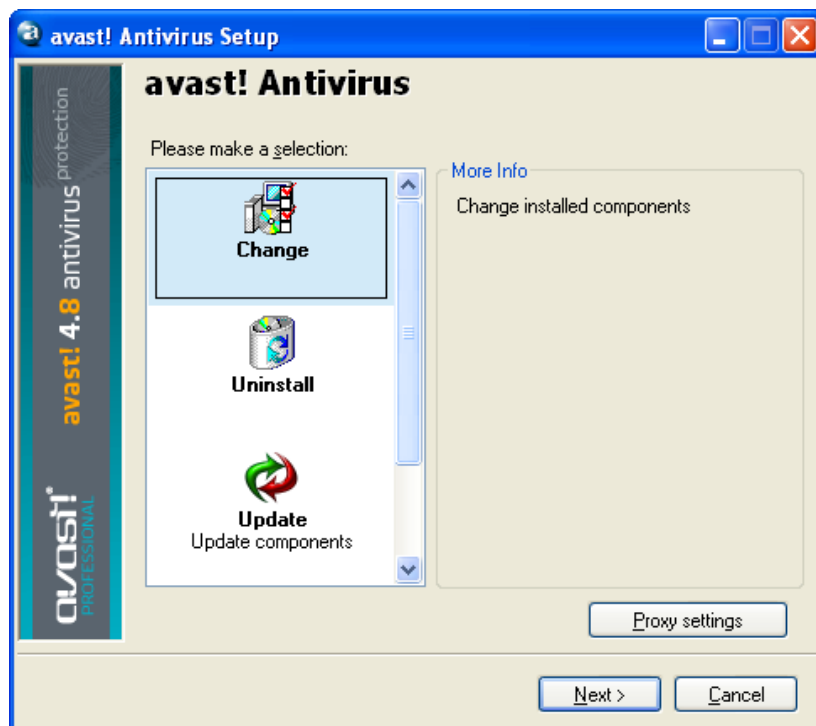 avast! Antivirus Setup
avast! Antivirus
Please make a selection:
Change
Uninstall
Update
Update components
More Info
Change installed components
Proxy settings
Next >
Cancel
avast! 4.8 antivirus protection
avast!
PROFESSIONAL